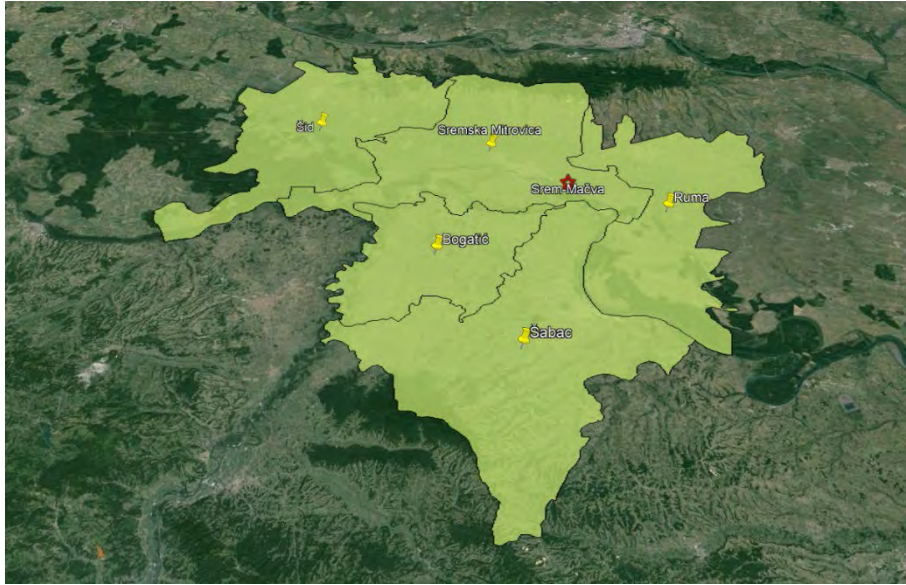 Šid
Sremska Mitrovica
Srem-Mačva
Ruma
Bogatić
Šabac